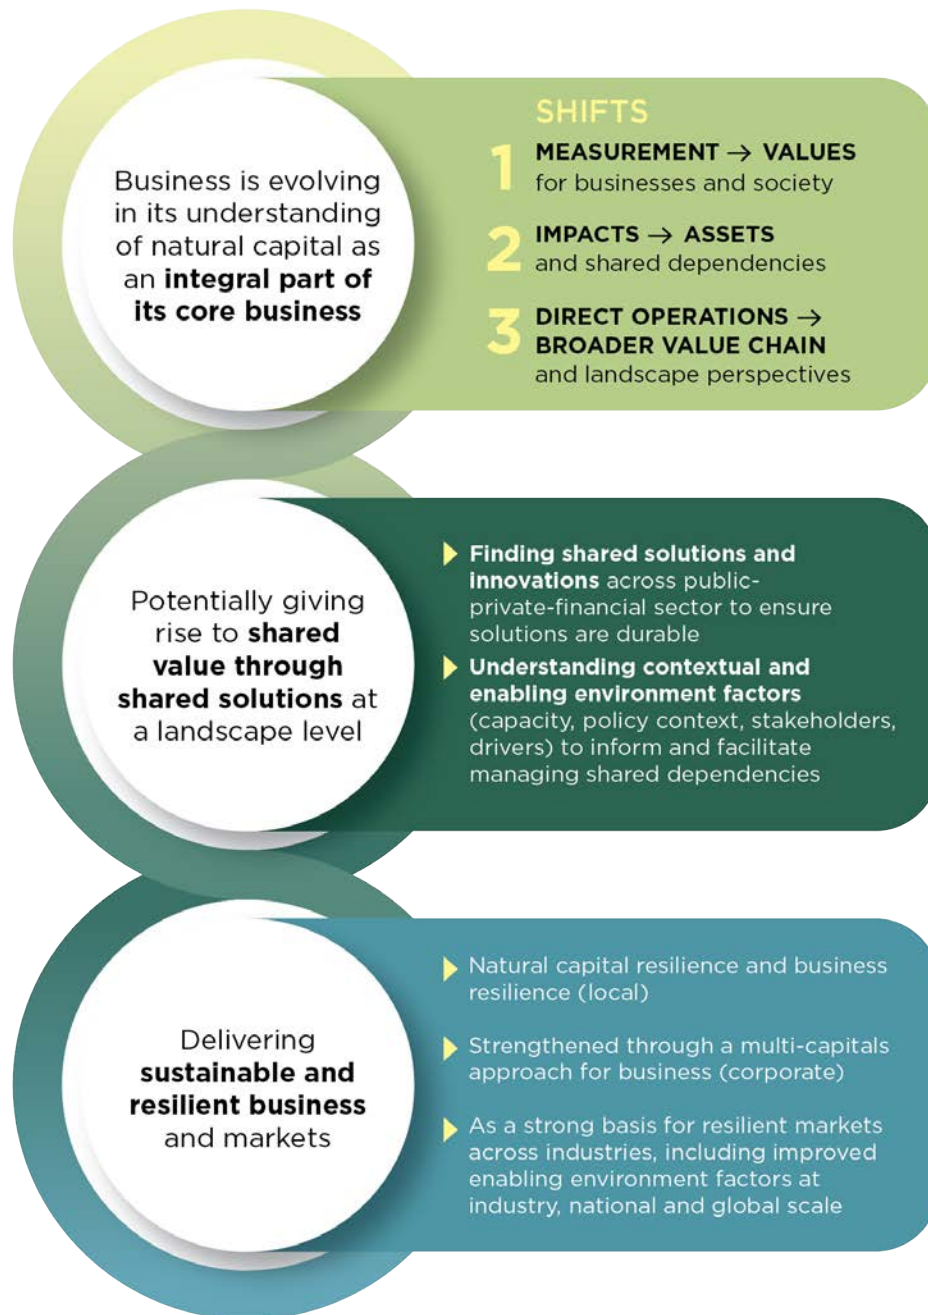 Business is evolving
in its understanding
of natural capital as
an integral part of
its core business
SHIFTS
1 MEASUREMENT → VALUES
for businesses and society
2 IMPACTS → ASSETS
and shared dependencies
3 DIRECT OPERATIONS →
BROADER VALUE CHAIN
and landscape perspectives
Potentially giving
rise to shared
value through
shared solutions at
a landscape level
Finding shared solutions and
innovations across public-
private-financial sector to ensure
solutions are durable
Understanding contextual and
enabling environment factors
(capacity, policy context, stakeholders,
drivers) to inform and facilitate
managing shared dependencies
Delivering
sustainable and
resilient business
and markets
Natural capital resilience and business
resilience (local)
Strengthened through a multi-capitals
approach for business (corporate)
As a strong basis for resilient markets
across industries, including improved
enabling environment factors at
industry, national and global scale